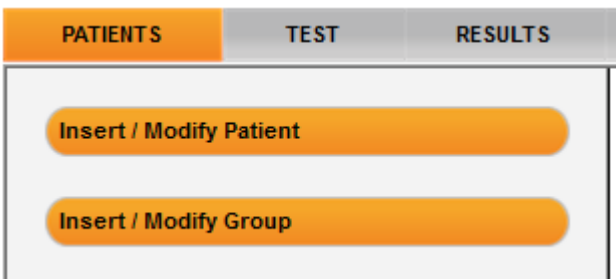 PATIENTS TEST RESULTS
Insert / Modify Patient
Insert / Modify Group